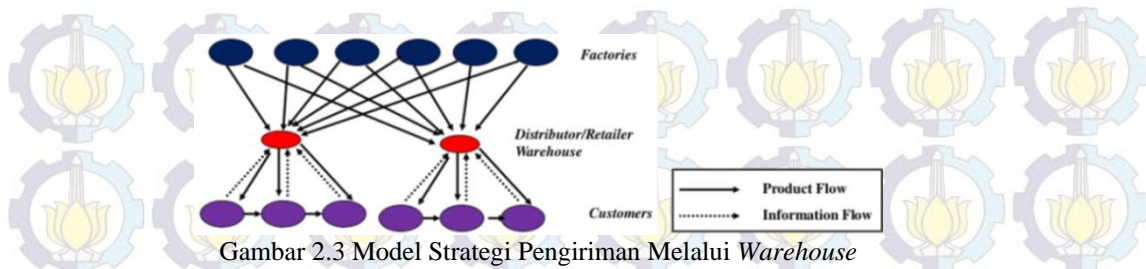 Factories
Distributor/Retailer
Warehouse
Product Flow
Customers
Information Flow
Gambar 2.3 Model Strategi Pengiriman Melalui Warehouse